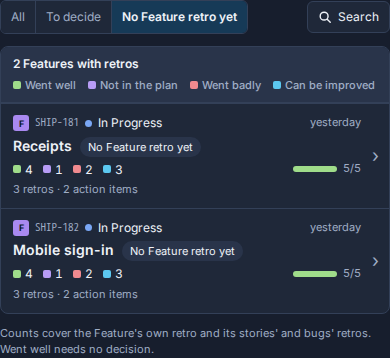 All To decide No Feature retro yet Search
2 Features with retros
Went well Not in the plan Went badly Can be improved
F SHIP-181 In Progress yesterday
Receipts No Feature retro yet
4 1 2 3 5/5
3 retros · 2 action items
F SHIP-182 In Progress yesterday
Mobile sign-in No Feature retro yet
4 1 2 3 5/5
3 retros · 2 action items
Counts cover the Feature's own retro and its stories' and bugs' retros.
Went well needs no decision.